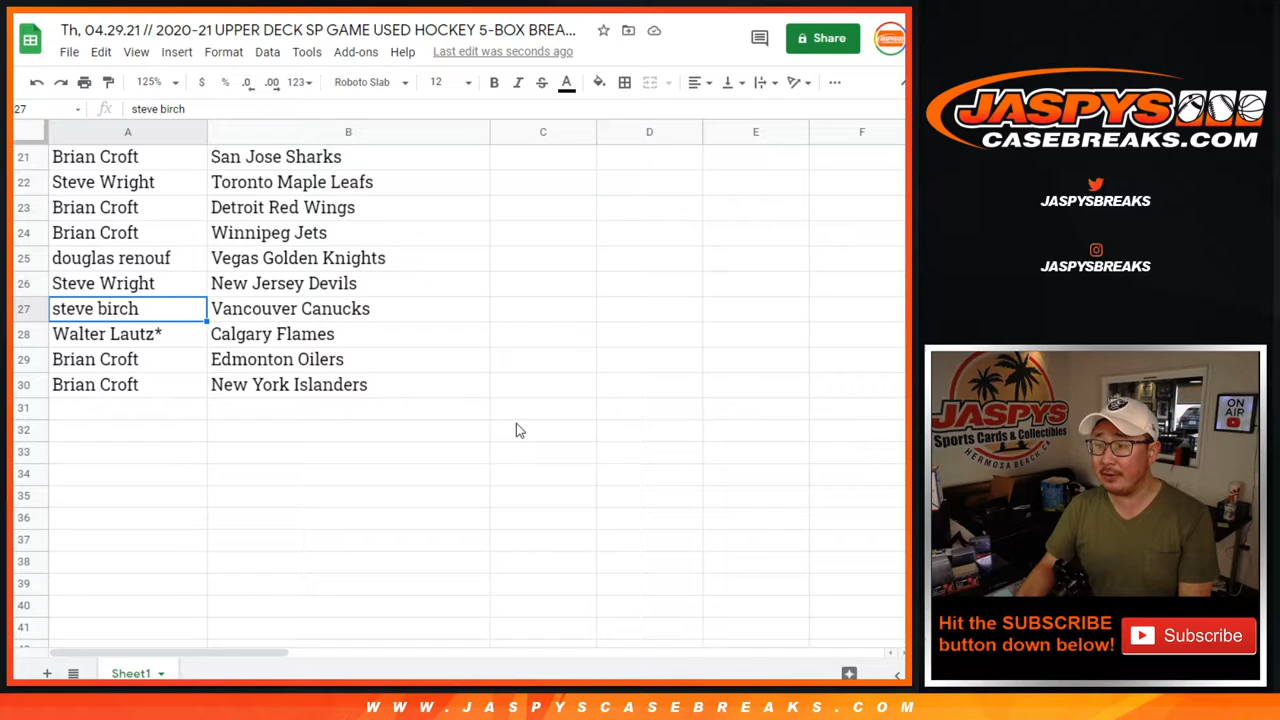 Th, 04.29.21 // 2020-21 UPPER DECK SP GAME USED HOCKEY 5-BOX BREA...
Share
File Edit View Insert Format Data Tools Add-ons Help Last edit was seconds ago
125% $ % .0 .00 123 Roboto Slab 12 B I S A
27 fx steve birch
A B C D E F
21 Brian Croft San Jose Sharks
22 Steve Wright Toronto Maple Leafs
23 Brian Croft Detroit Red Wings
24 Brian Croft Winnipeg Jets
25 douglas renouf Vegas Golden Knights
26 Steve Wright New Jersey Devils
27 steve birch Vancouver Canucks
28 Walter Lautz* Calgary Flames
29 Brian Croft Edmonton Oilers
30 Brian Croft New York Islanders
31
32
33
34
35
36
37
38
39
40
41
Sheet1
JASPYS
CASEBREAKS.COM
JASPYSBREAKS
JASPYSBREAKS
JASPYS
Sports Cards & Collectibles
HERMOSA BEACH CA
ON
AIR
Hit the SUBSCRIBE
button down below!
Subscribe
WWW.JASPYSCASEBREAKS.COM